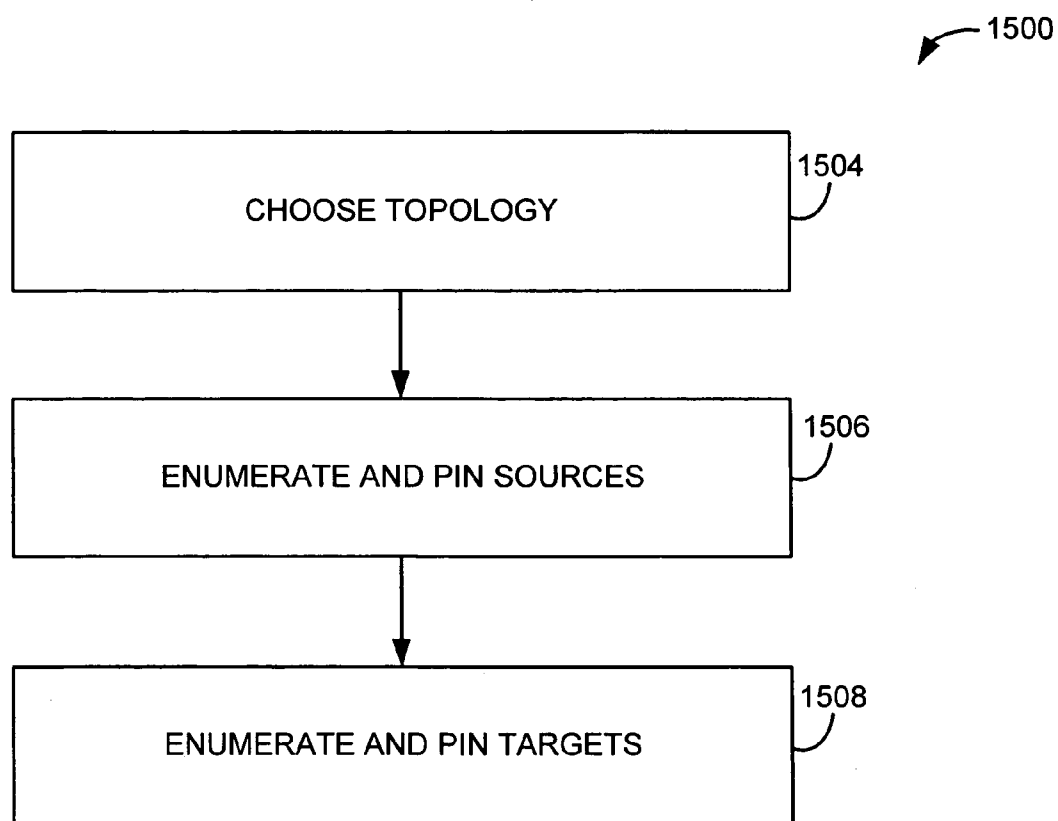 1500
1504
CHOOSE TOPOLOGY
1506
ENUMERATE AND PIN SOURCES
1508
ENUMERATE AND PIN TARGETS